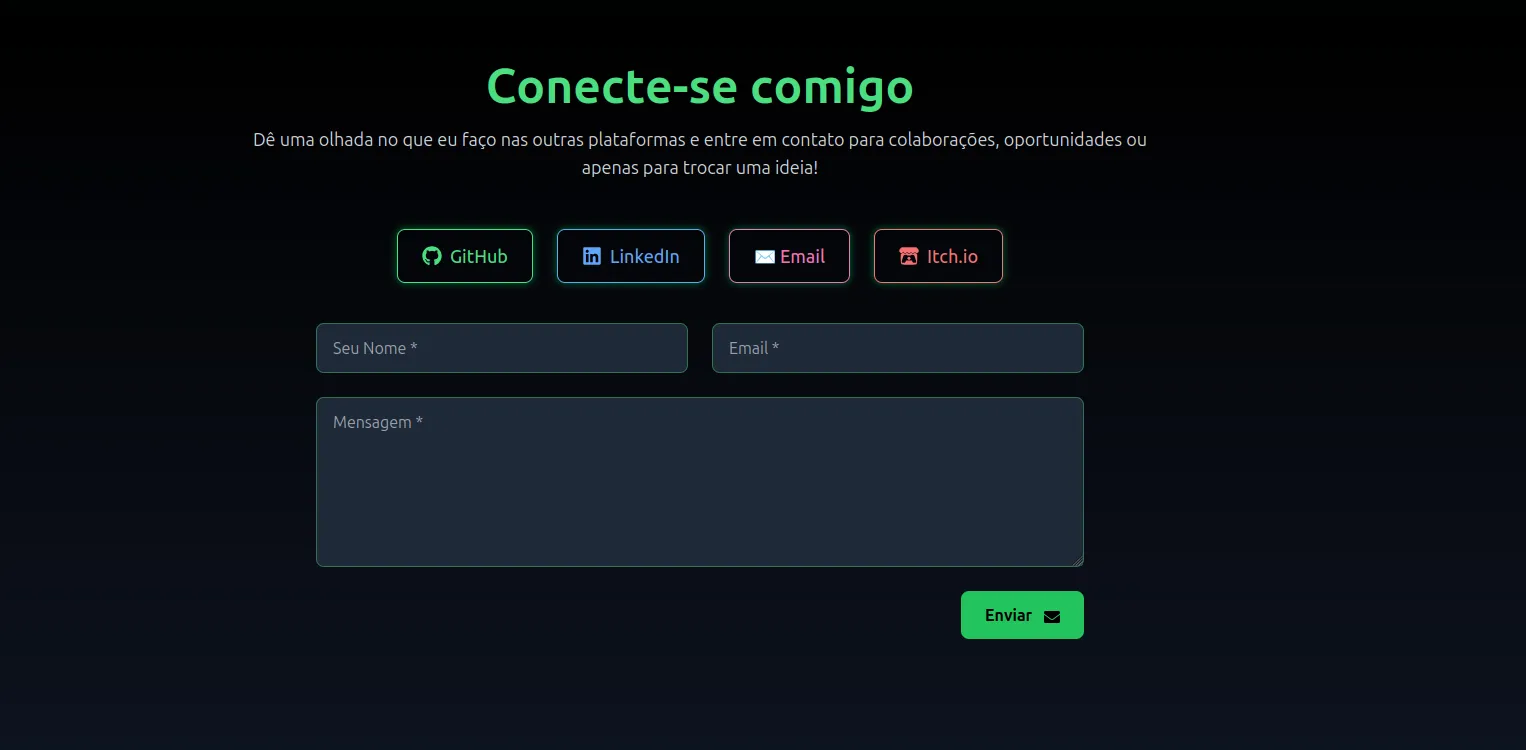 Conecte-se comigo
Dê uma olhada no que eu faço nas outras plataformas e entre em contato para colaborações, oportunidades ou
apenas para trocar uma ideia!
GitHub
LinkedIn
Email
Itch.io
Seu Nome *
Email *
Mensagem *
Enviar